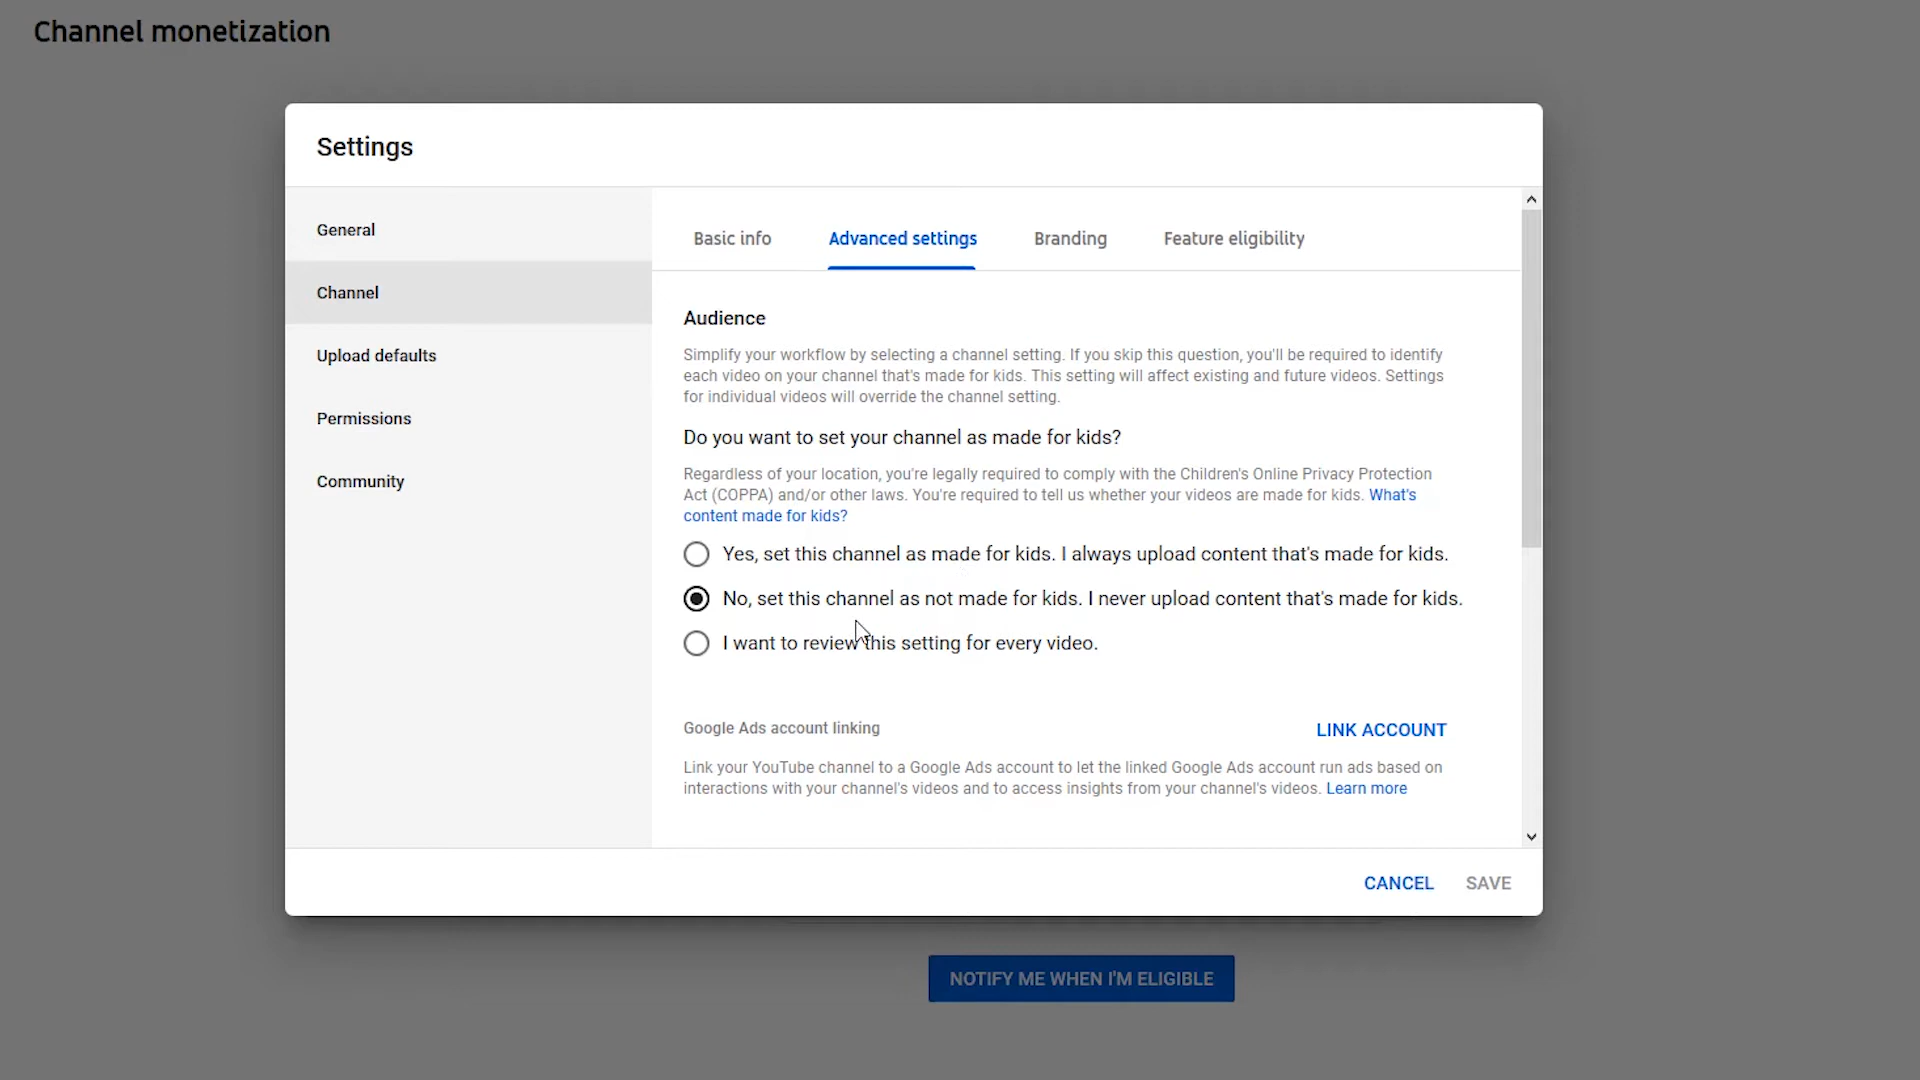 Channel monetization
Settings
General
Channel
Upload defaults
Permissions
Community
Basic info
Advanced settings
Branding
Feature eligibility
Audience
Simplify your workflow by selecting a channel setting. If you skip this question, you'll be required to identify
each video on your channel that's made for kids. This setting will affect existing and future videos. Settings
for individual videos will override the channel setting.
Do you want to set your channel as made for kids?
Regardless of your location, you're legally required to comply with the Children's Online Privacy Protection
Act (COPPA) and/or other laws. You're required to tell us whether your videos are made for kids. What's
content made for kids?
Yes, set this channel as made for kids. I always upload content that's made for kids.
No, set this channel as not made for kids. I never upload content that's made for kids.
I want to review this setting for every video.
Google Ads account linking
LINK ACCOUNT
Link your YouTube channel to a Google Ads account to let the linked Google Ads account run ads based on
interactions with your channel's videos and to access insights from your channel's videos. Learn more
CANCEL
SAVE
NOTIFY ME WHEN I'M ELIGIBLE